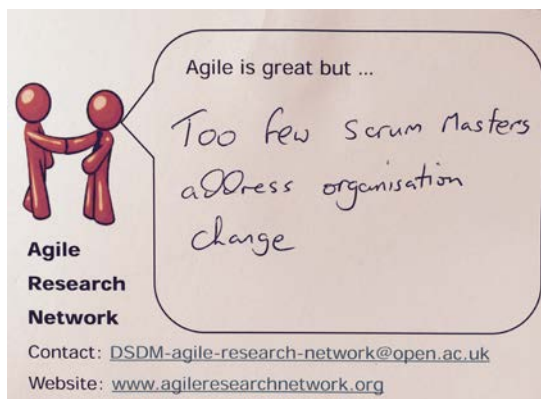 Agile is great but ...
Too few Scrum Masters
address organisation
change
Agile
Research
Network
Contact: DSDM-agile-research-network@open.ac.uk
Website: www.agileresearchnetwork.org